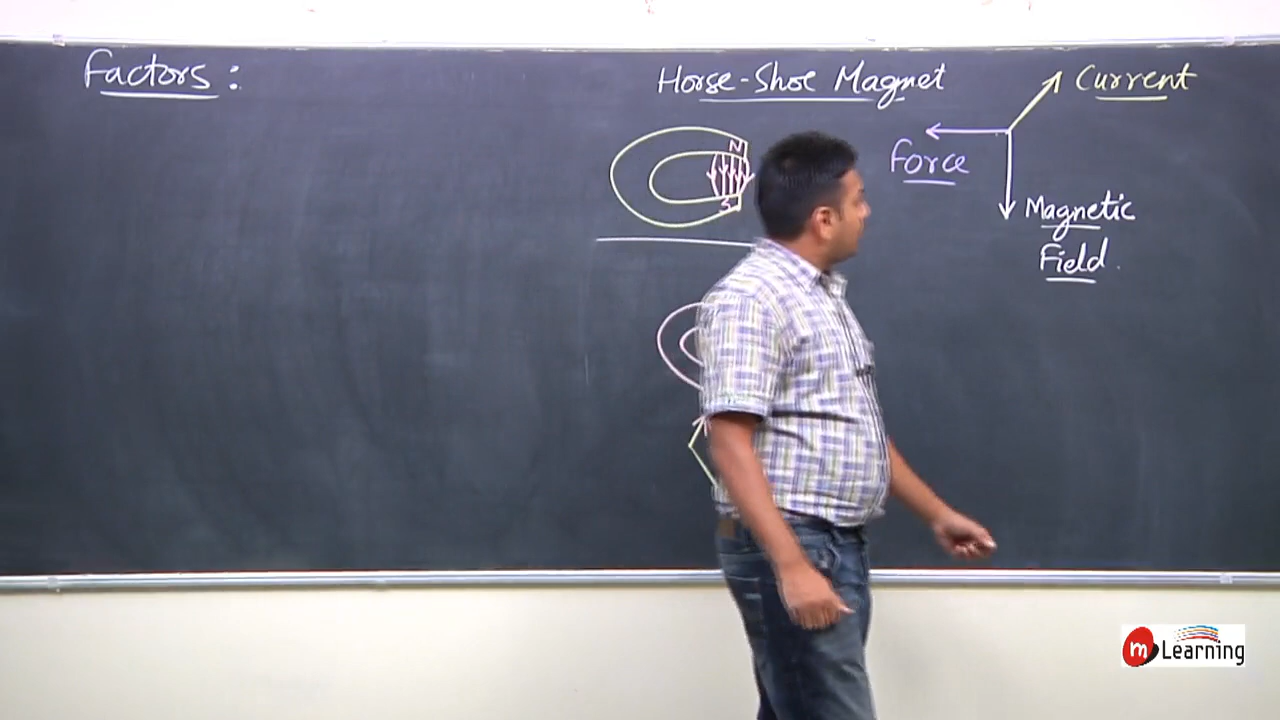 Factors :
Horse-Shoe Magnet
N
S
Current
Force
Magnetic
Field.
m Learning